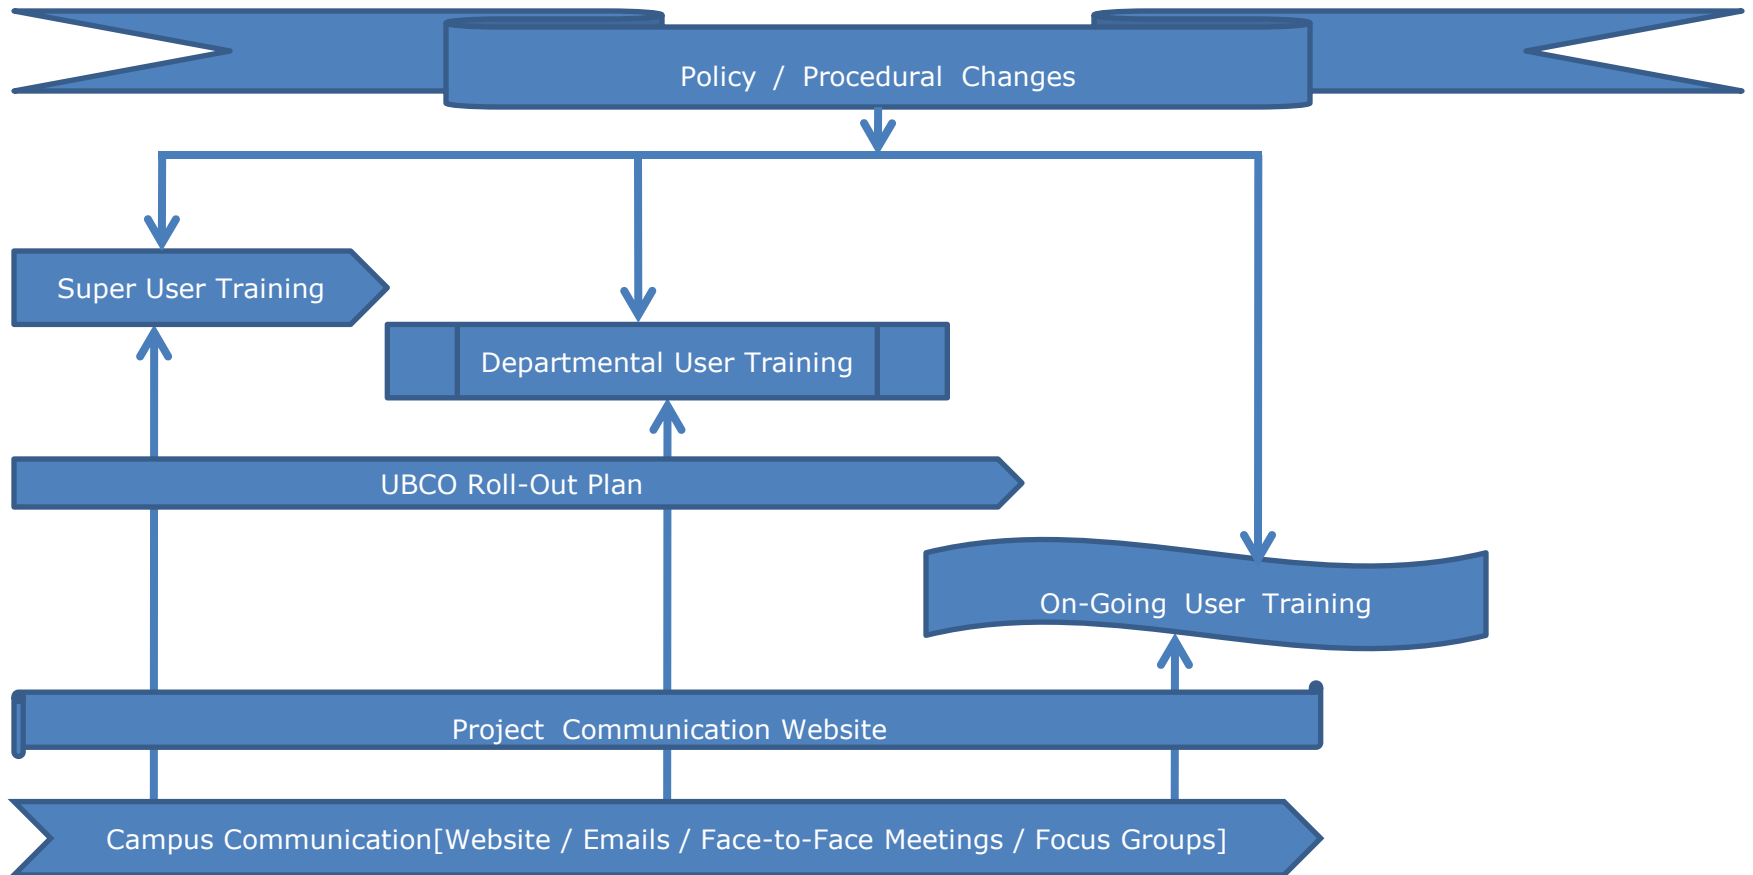 Policy / Procedural Changes
Super User Training
Departmental User Training
UBCO Roll-Out Plan
On-Going User Training
Project Communication Website
Campus Communication[Website / Emails / Face-to-Face Meetings / Focus Groups]